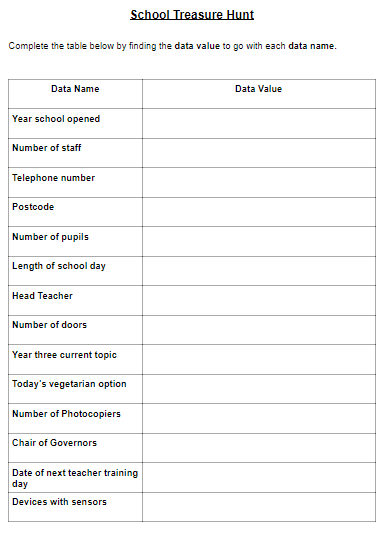 School Treasure Hunt
Complete the table below by finding the data value to go with each data name.
Data Name Data Value
Year school opened
Number of staff
Telephone number
Postcode
Number of pupils
Length of school day
Head Teacher
Number of doors
Year three current topic
Today's vegetarian option
Number of Photocopiers
Chair of Governors
Date of next teacher training
day
Devices with sensors